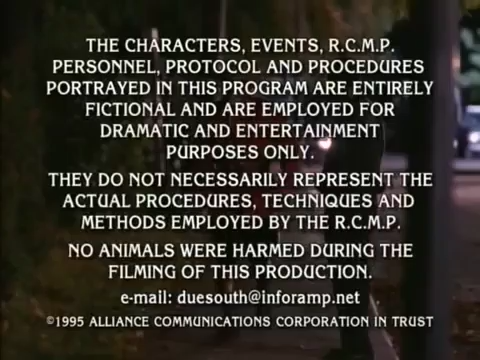 THE CHARACTERS, EVENTS, R.C.M.P.
PERSONNEL, PROTOCOL AND PROCEDURES
PORTRAYED IN THIS PROGRAM ARE ENTIRELY
FICTIONAL AND ARE EMPLOYED FOR
DRAMATIC AND ENTERTAINMENT
PURPOSES ONLY.
THEY DO NOT NECESSARILY REPRESENT THE
ACTUAL PROCEDURES, TECHNIQUES AND
METHODS EMPLOYED BY THE R.C.M.P.
NO ANIMALS WERE HARMED DURING THE
FILMING OF THIS PRODUCTION.
e-mail: duesouth@inforamp.net
©1995 ALLIANCE COMMUNICATIONS CORPORATION IN TRUST